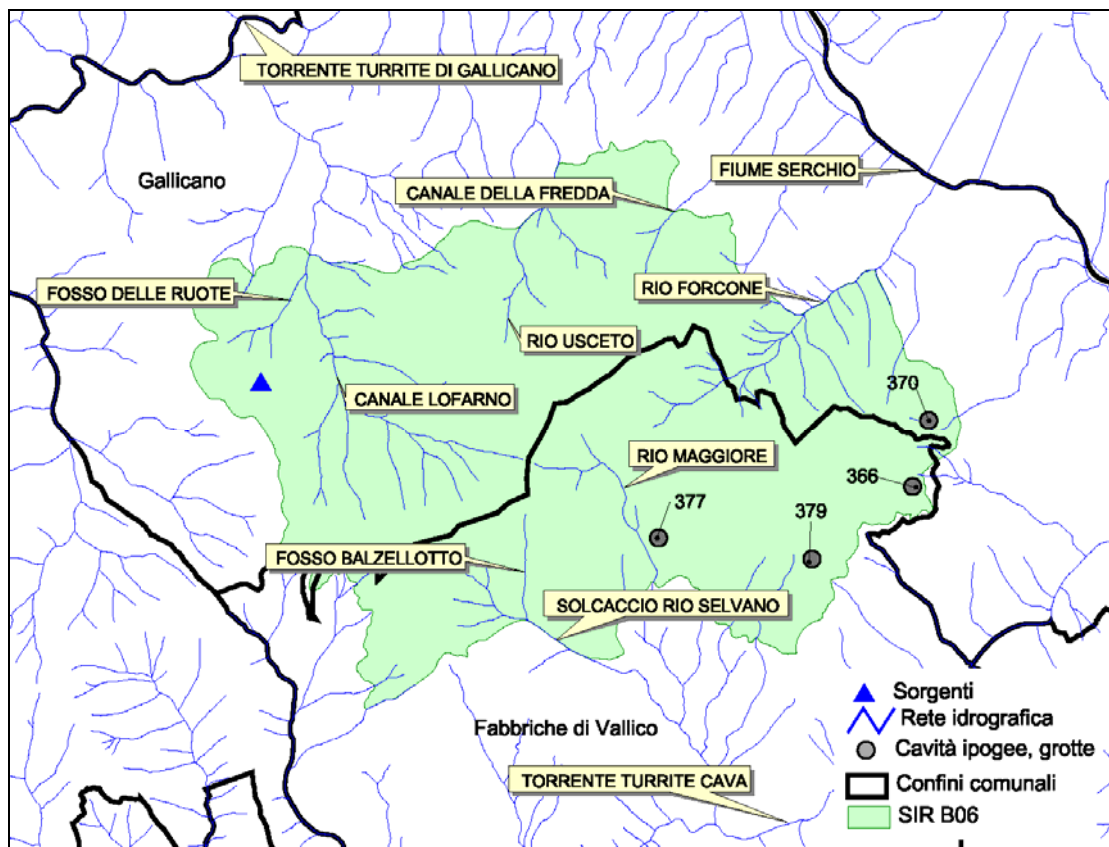 TORRENTE TURRITE DI GALLICANO
Gallicano
FIUME SERCHIO
CANALE DELLA FREDDA
FOSSO DELLE RUOTE
RIO FORCONE
RIO USCETO
CANALE LOFARNO
370
RIO MAGGIORE
366
377
379
FOSSO BALZELLOTTO
SOLCACCIO RIO SELVANO
Fabbriche di Vallico
TORRENTE TURRITE CAVA
Sorgenti
Rete idrografica
Cavità ipogee, grotte
Confini comunali
SIR B06